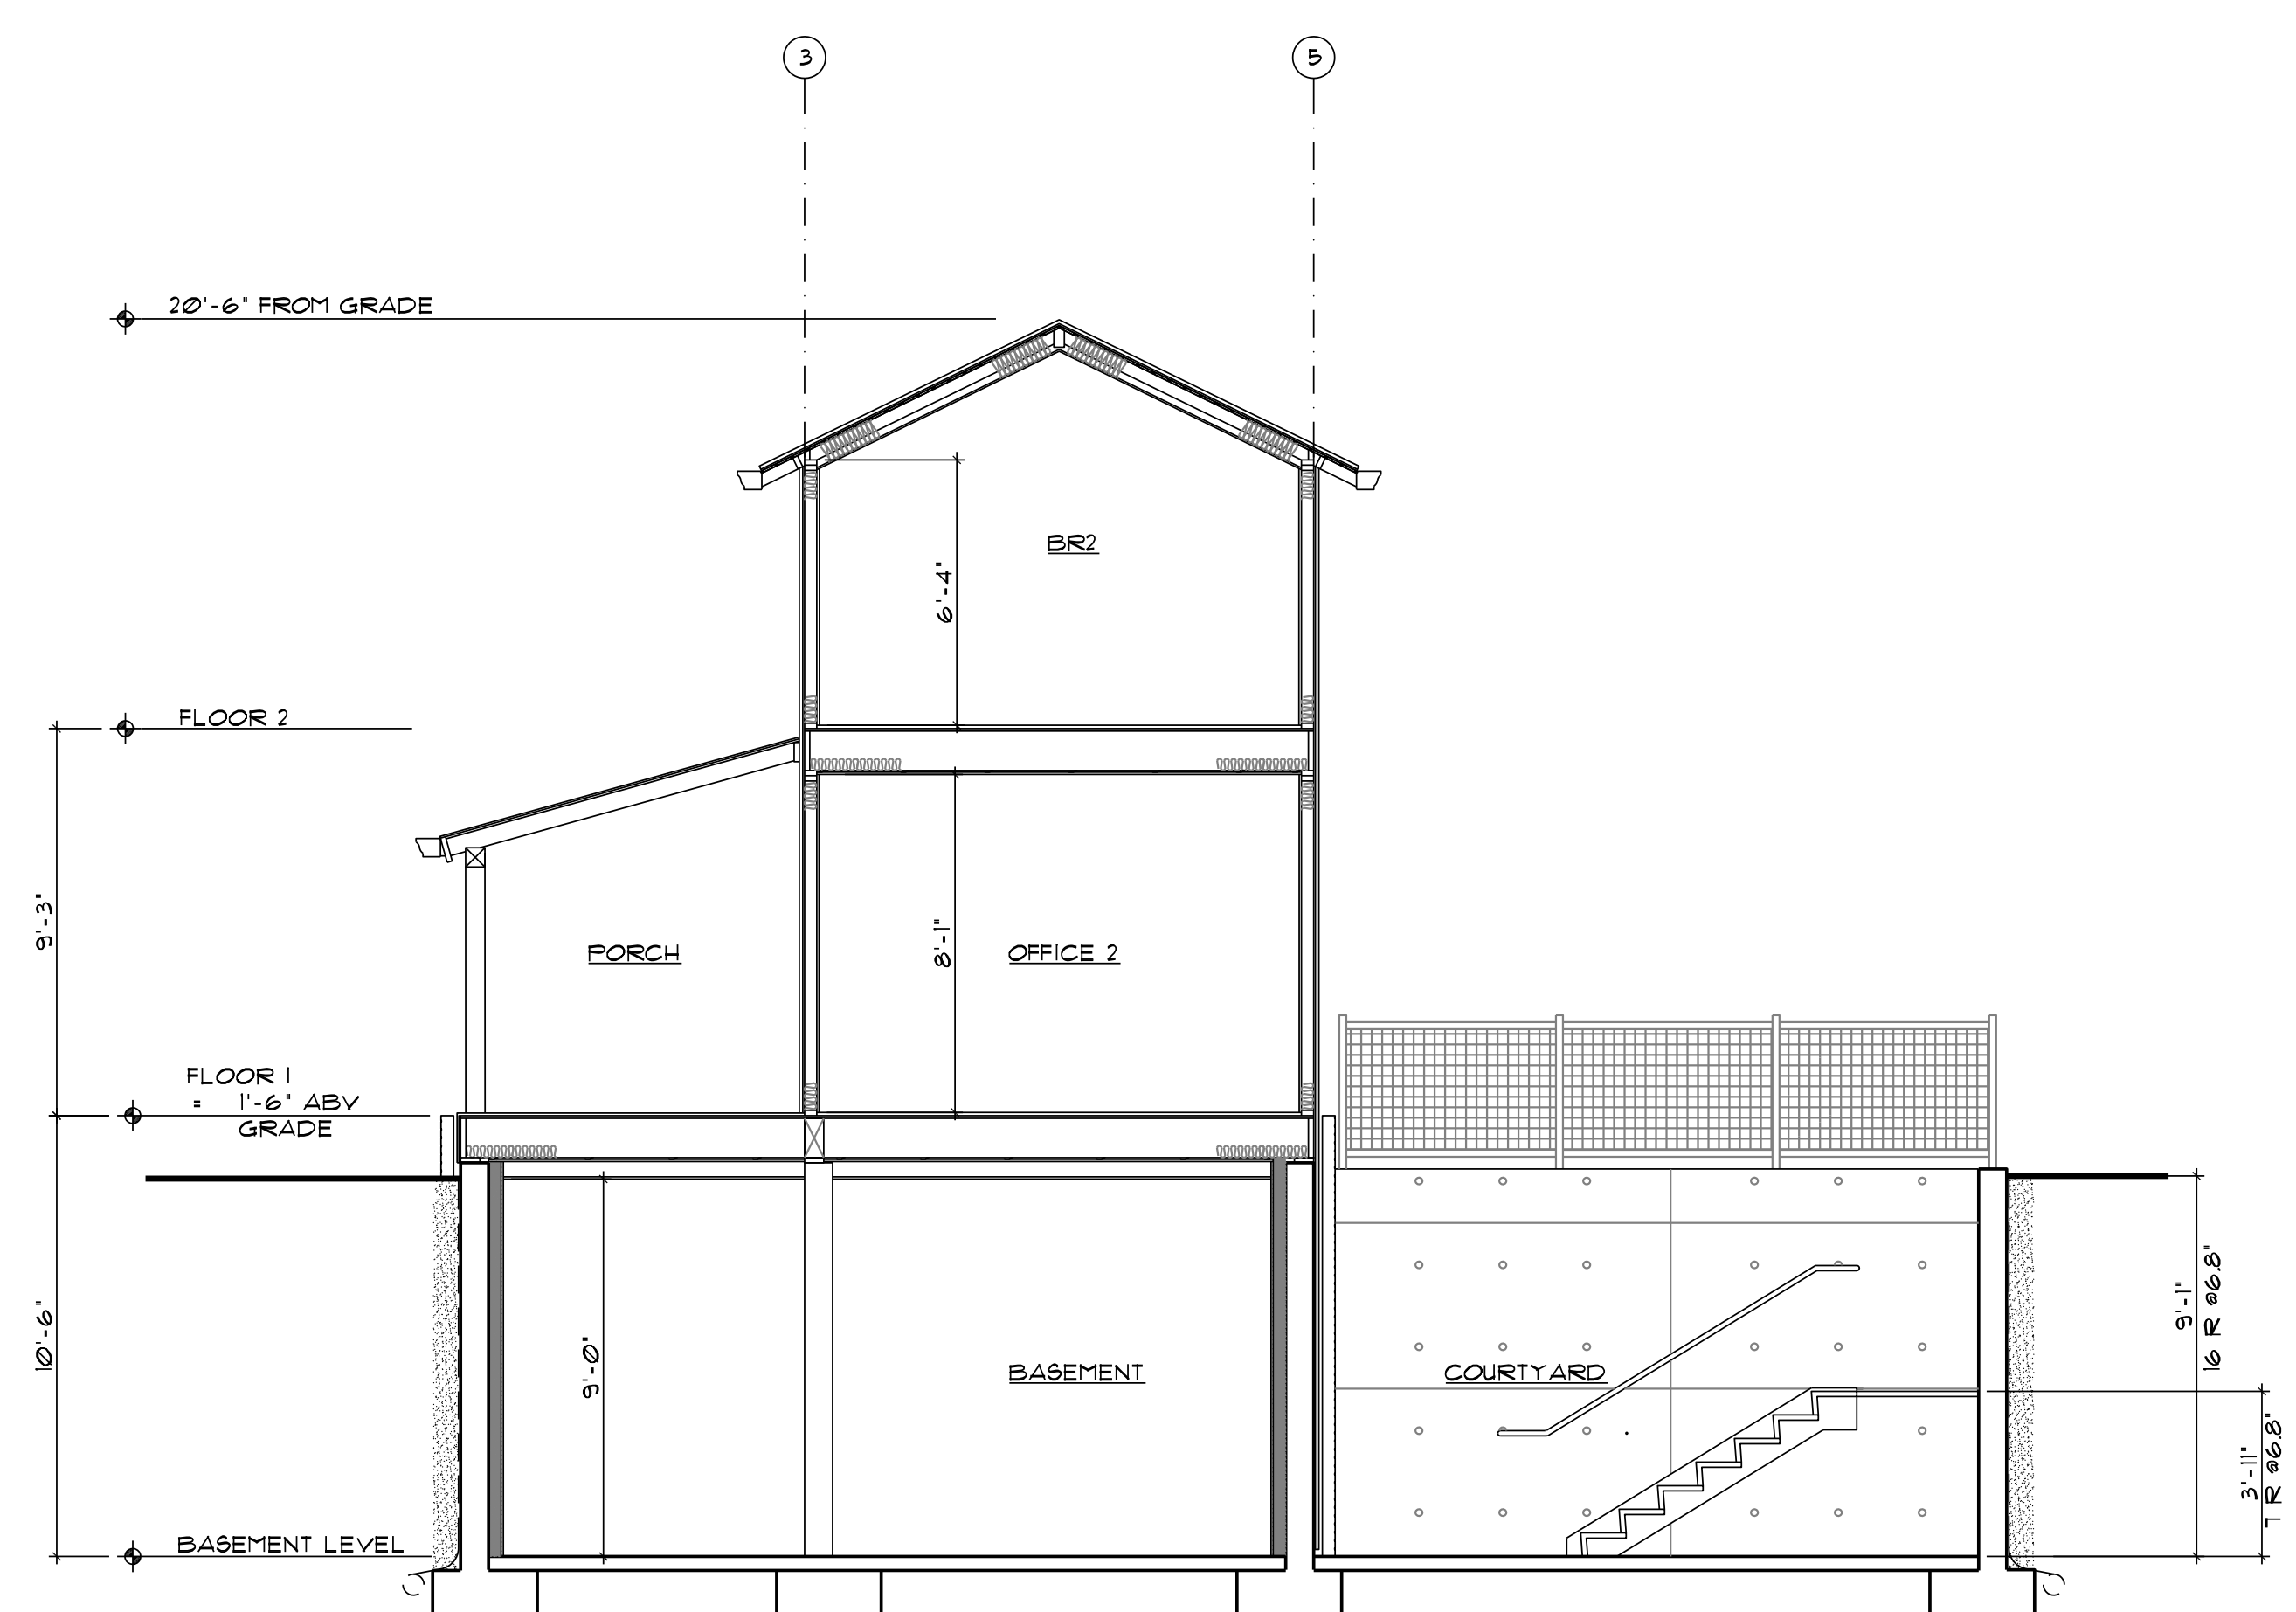 3
5
20'-6" FROM GRADE
BR2
6'-4"
FLOOR 2
9'-3"
PORCH
8'-1"
OFFICE 2
FLOOR 1
= 1'-6" ABV
GRADE
10'-6"
9'-0"
BASEMENT
COURTYARD
9'-1"
16 R @6.8"
3'-11"
7 R @6.8"
BASEMENT LEVEL